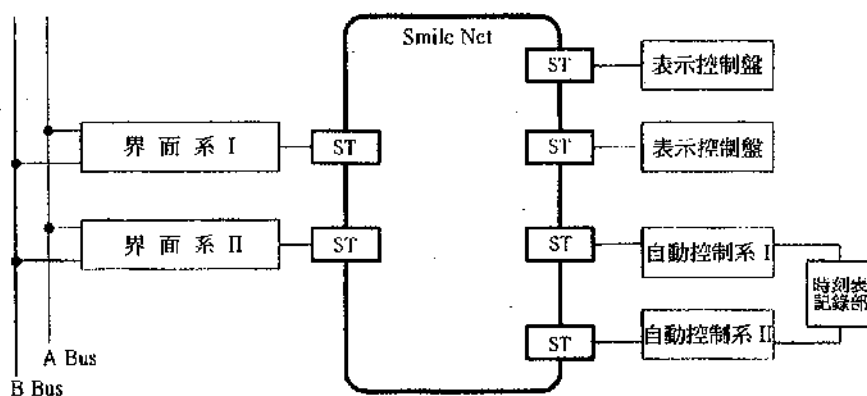 Smile Net
ST
表示控制盤
界面系 I
ST
ST
表示控制盤
界面系 II
ST
ST
自動控制系 I
時刻表
記錄部
ST
自動控制系 II
A Bus
B Bus